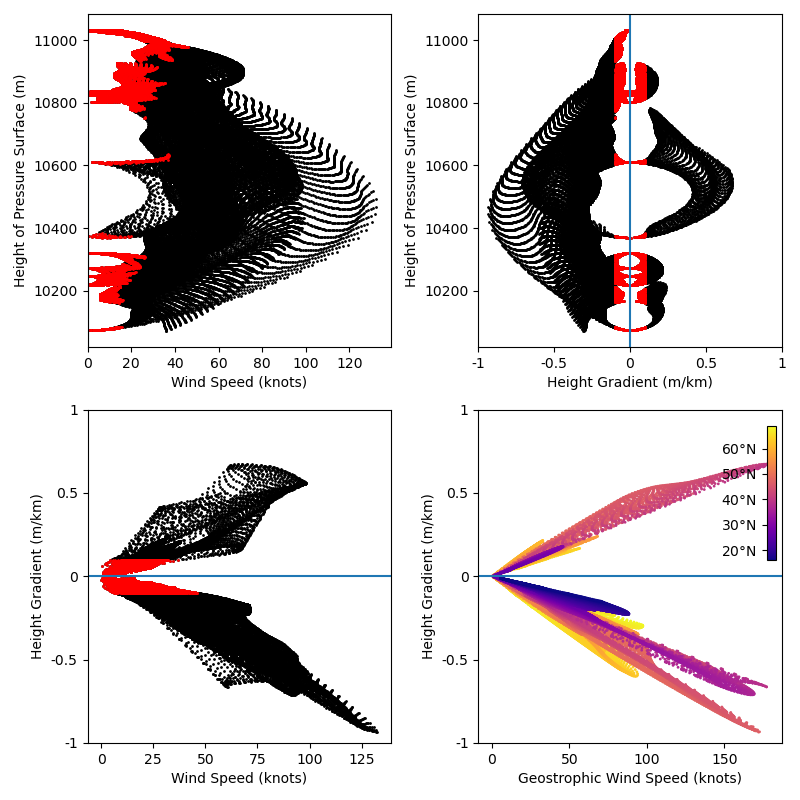 11000
10800
10600
10400
10200
Height of Pressure Surface (m)
0 20 40 60 80 100 120
Wind Speed (knots)
11000
10800
10600
10400
10200
Height of Pressure Surface (m)
-1 -0.5 0 0.5 1
Height Gradient (m/km)
1
0.5
0
-0.5
-1
Height Gradient (m/km)
0 25 50 75 100 125
Wind Speed (knots)
1
0.5
0
-0.5
-1
Height Gradient (m/km)
0 50 100 150
Geostrophic Wind Speed (knots)
60°N
50°N
40°N
30°N
20°N